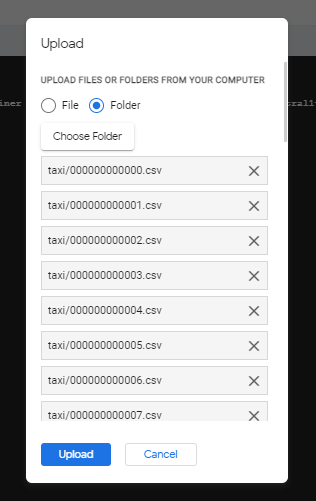 Upload
UPLOAD FILES OR FOLDERS FROM YOUR COMPUTER
File Folder
Choose Folder
taxi/000000000000.csv
taxi/000000000001.csv
taxi/000000000002.csv
taxi/000000000003.csv
taxi/000000000004.csv
taxi/000000000005.csv
taxi/000000000006.csv
taxi/000000000007.csv
Upload Cancel